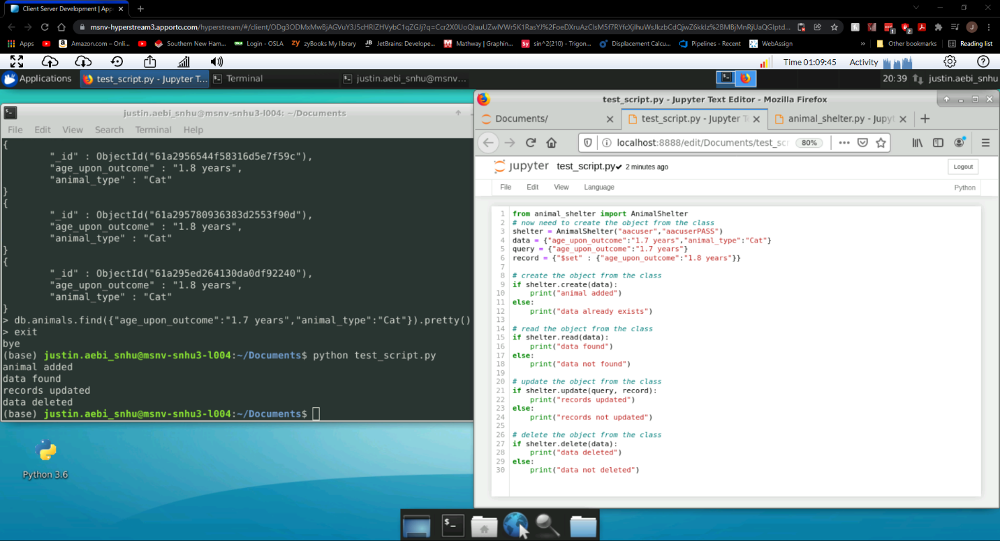 Client Server Development | App
msnv-hyperstream3.apporto.com/hyperstream/#/client/
Apps
Amazon.com – Onli...
Southern New Ham...
Login - OSLA
zy zyBooks My library
JB JetBrains: Develope...
Mathway | Graphin...
Sy sin^2(210) - Trigon...
Displacement Calcu...
Pipelines - Recent
WebAssign
»
Other bookmarks
Reading list
Time 01:09:45
Activity
Applications
test_script.py - Jupyter T...
Terminal
justin.aebi_snhu@msnv...
20:39
justin.aebi_snhu
justin.aebi_snhu@msnv-snhu3-l004: ~/Documents
File Edit View Search Terminal Help
{
"_id" : ObjectId("61a2956544f58316d5e7f59c"),
"age_upon_outcome" : "1.8 years",
"animal_type" : "Cat"
}
{
"_id" : ObjectId("61a295780936383d2553f90d"),
"age_upon_outcome" : "1.8 years",
"animal_type" : "Cat"
}
{
"_id" : ObjectId("61a295ed264130da0df92240"),
"age_upon_outcome" : "1.8 years",
"animal_type" : "Cat"
}
> db.animals.find({"age_upon_outcome":"1.7 years","animal_type":"Cat"}).pretty()
> exit
bye
(base) justin.aebi_snhu@msnv-snhu3-l004:~/Documents$ python test_script.py
animal added
data found
records updated
data deleted
(base) justin.aebi_snhu@msnv-snhu3-l004:~/Documents$
Python 3.6
test_script.py - Jupyter Text Editor - Mozilla Firefox
Documents/
test_script.py - Jupyter Te
animal_shelter.py - Jupyt
localhost:8888/edit/Documents/test_scr
80%
jupyter test_script.py 2 minutes ago
Logout
File Edit View Language
Python
1 from animal_shelter import AnimalShelter
2 # now need to create the object from the class
3 shelter = AnimalShelter("aacuser","aacuserPASS")
4 data = {"age_upon_outcome":"1.7 years","animal_type":"Cat"}
5 query = {"age_upon_outcome":"1.7 years"}
6 record = {"$set" : {"age_upon_outcome":"1.8 years"}}
7
8 # create the object from the class
9 if shelter.create(data):
10 print("animal added")
11 else:
12 print("data already exists")
13
14 # read the object from the class
15 if shelter.read(data):
16 print("data found")
17 else:
18 print("data not found")
19
20 # update the object from the class
21 if shelter.update(query, record):
22 print("records updated")
23 else:
24 print("records not updated")
25
26 # delete the object from the class
27 if shelter.delete(data):
28 print("data deleted")
29 else:
30 print("data not deleted")